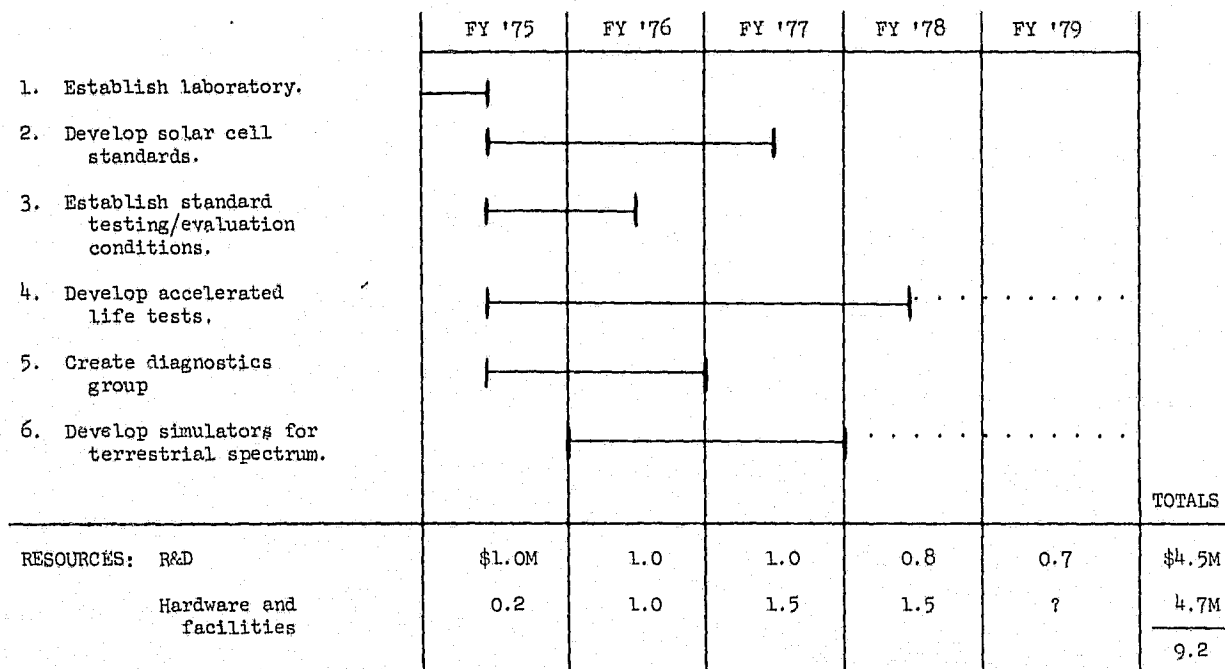 FY '75 FY '76 FY '77 FY '78 FY '79
1. Establish laboratory.
2. Develop solar cell
standards.
3. Establish standard
testing/evaluation
conditions.
4. Develop accelerated
life tests.
5. Create diagnostics
group
6. Develop simulators for
terrestrial spectrum.
TOTALS
RESOURCES: R&D $1.0M 1.0 1.0 0.8 0.7 $4.5M
Hardware and 0.2 1.0 1.5 1.5 ? 4.7M
facilities
9.2